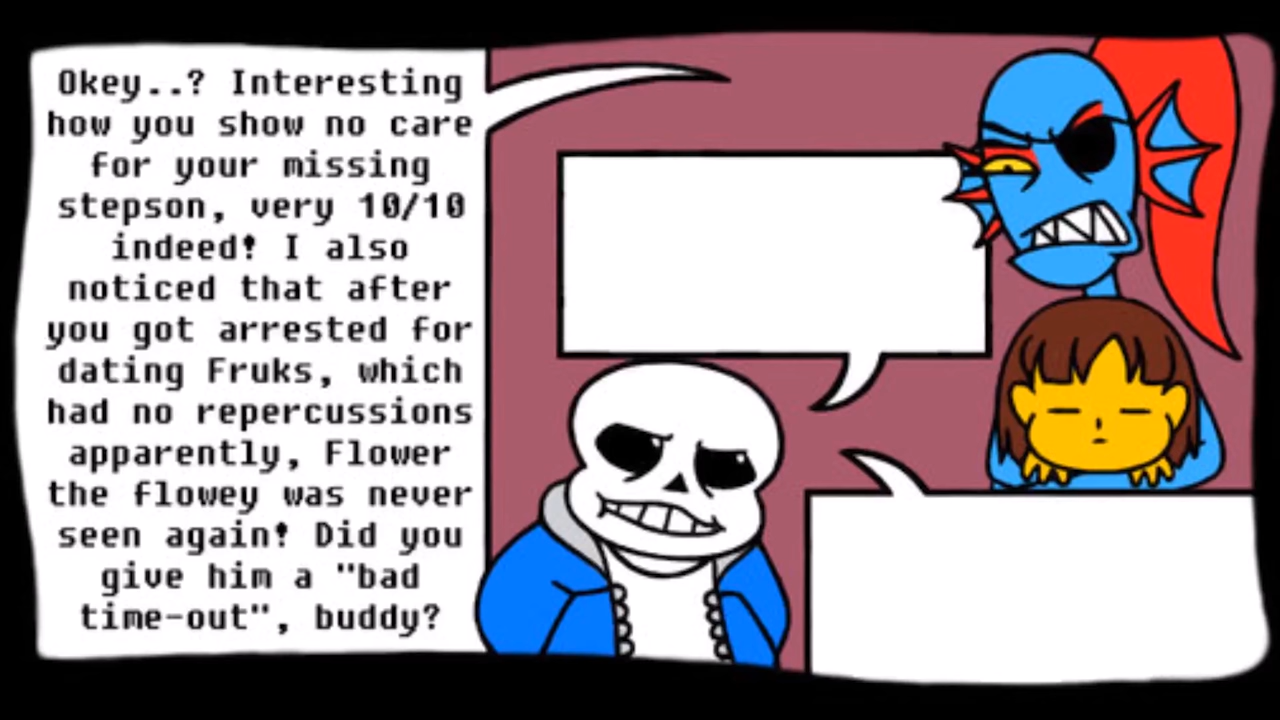 Okey..? Interesting
how you show no care
for your missing
stepson, very 10/10
indeed! I also
noticed that after
you got arrested for
dating Fruks, which
had no repercussions
apparently, Flower
the flowey was never
seen again! Did you
give him a "bad
time-out", buddy?